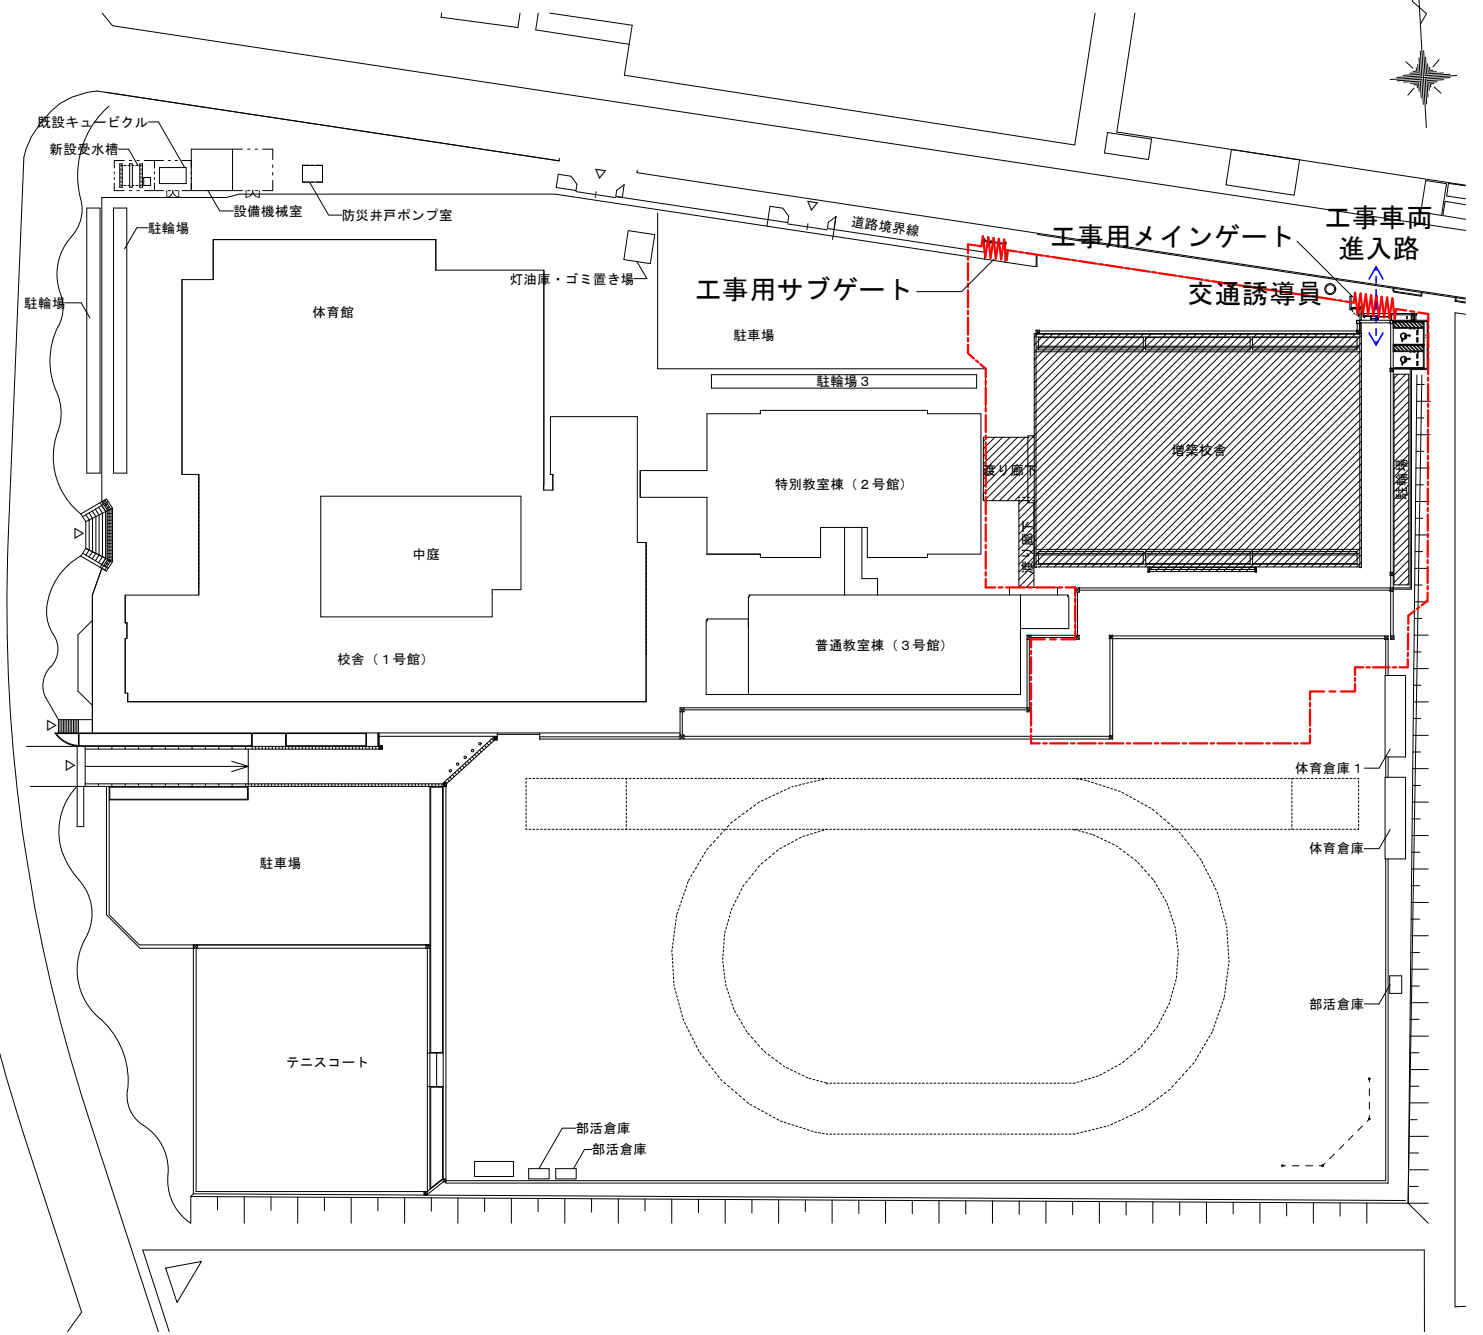 既設キュービクル
新設受水槽
設備機械室
防災井戸ポンプ室
駐輪場
駐輪場
体育館
灯油庫・ゴミ置き場
道路境界線
工事用サブゲート
工事用メインゲート
工事車両
進入路
交通誘導員
駐車場
駐輪場３
増築校舎
渡り廊下
渡り廊下
駐輪場
特別教室棟（２号館）
中庭
校舎（１号館）
普通教室棟（３号館）
体育倉庫１
体育倉庫
駐車場
部活倉庫
テニスコート
部活倉庫
部活倉庫